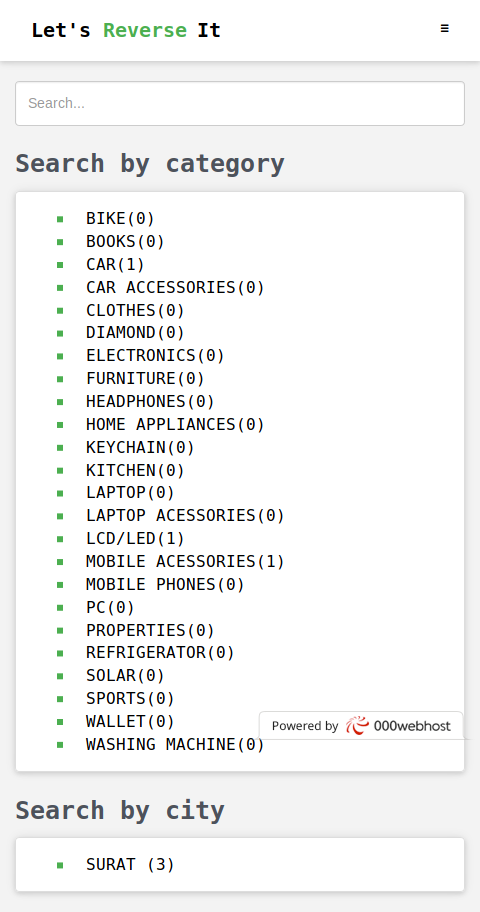 Let's Reverse It
≡
Search...
Search by category
BIKE(0)
BOOKS(0)
CAR(1)
CAR ACCESSORIES(0)
CLOTHES(0)
DIAMOND(0)
ELECTRONICS(0)
FURNITURE(0)
HEADPHONES(0)
HOME APPLIANCES(0)
KEYCHAIN(0)
KITCHEN(0)
LAPTOP(0)
LAPTOP ACESSORIES(0)
LCD/LED(1)
MOBILE ACESSORIES(1)
MOBILE PHONES(0)
PC(0)
PROPERTIES(0)
REFRIGERATOR(0)
SOLAR(0)
SPORTS(0)
WALLET(0)
Powered by 000webhost
WASHING MACHINE(0)
Search by city
SURAT (3)